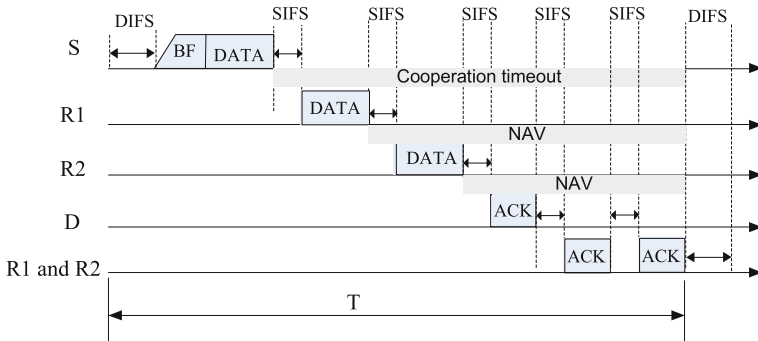 DIFS SIFS SIFS SIFS SIFS SIFS DIFS
S BF DATA
Cooperation timeout
R1 DATA
NAV
R2 DATA
NAV
D ACK
R1 and R2 ACK ACK
T